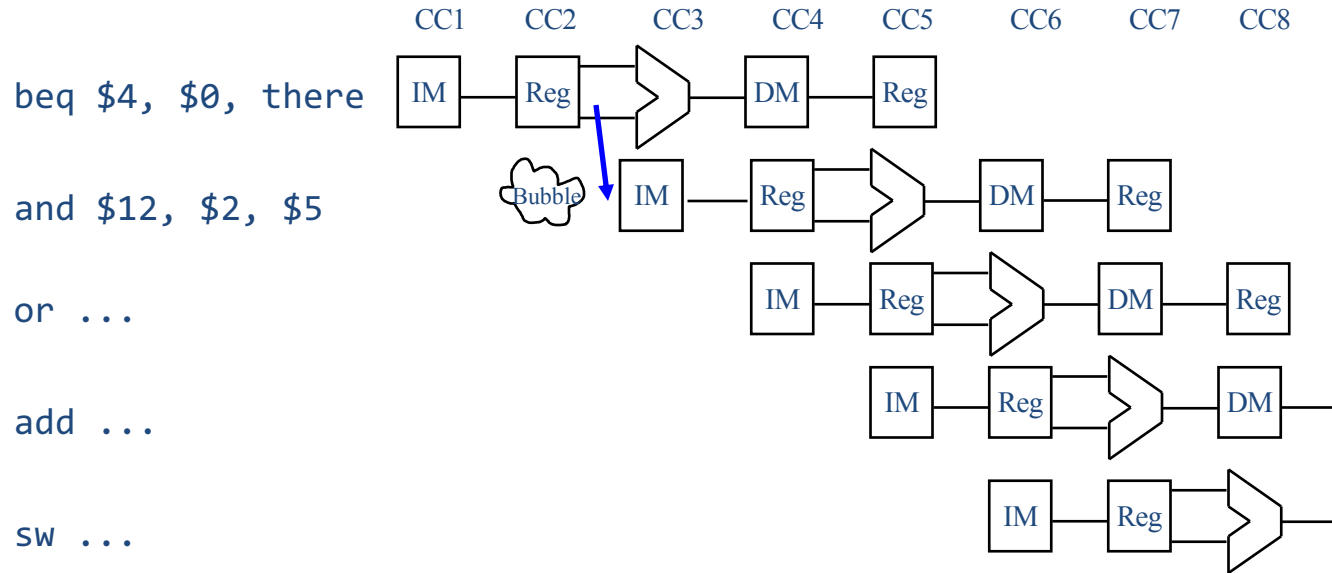 CC1 CC2 CC3 CC4 CC5 CC6 CC7 CC8
beq $4, $0, there IM Reg DM Reg
and $12, $2, $5 Bubble IM Reg DM Reg
or ... IM Reg DM Reg
add ... IM Reg DM
sw ... IM Reg